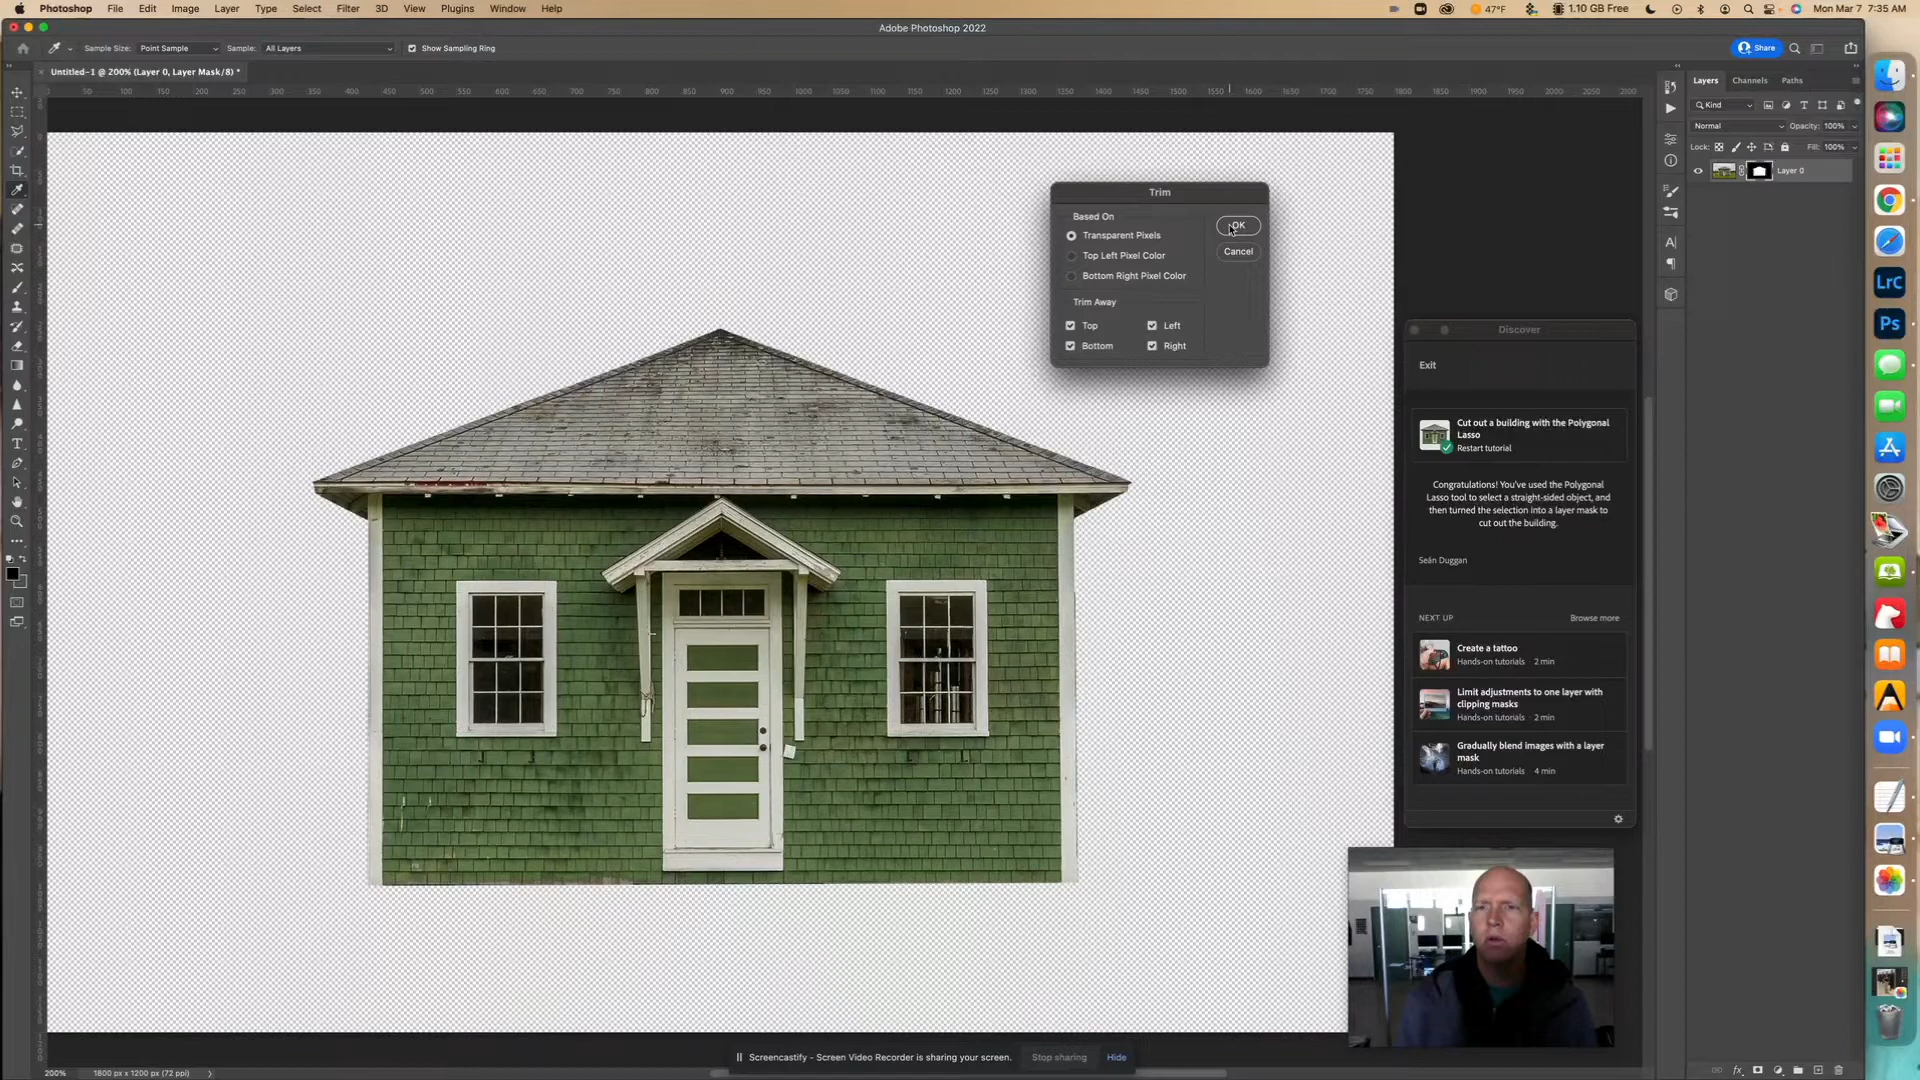 Photoshop File Edit Image Layer Type Select Filter 3D View Plugins Window Help
47°F 1.10 GB Free Mon Mar 7 7:35 AM
Adobe Photoshop 2022
Sample Size: Point Sample Sample: All Layers Show Sampling Ring
Share
Untitled-1 @ 200% (Layer 0, Layer Mask/8) *
Layers Channels Paths
Kind
Normal Opacity: 100%
Lock: Fill: 100%
Layer 0
Trim
Based On
OK
Transparent Pixels
Cancel
Top Left Pixel Color
Bottom Right Pixel Color
Trim Away
Top Left
Bottom Right
Discover
Exit
Cut out a building with the Polygonal
Lasso
Restart tutorial
Congratulations! You've used the Polygonal
Lasso tool to select a straight-sided object, and
then turned the selection into a layer mask to
cut out the building.
Seán Duggan
NEXT UP Browse more
Create a tattoo
Hands-on tutorials · 2 min
Limit adjustments to one layer with
clipping masks
Hands-on tutorials · 2 min
Gradually blend images with a layer
mask
Hands-on tutorials · 4 min
LrC
Ps
Screencastify - Screen Video Recorder is sharing your screen. Stop sharing Hide
200% 1800 px x 1200 px (72 ppi)